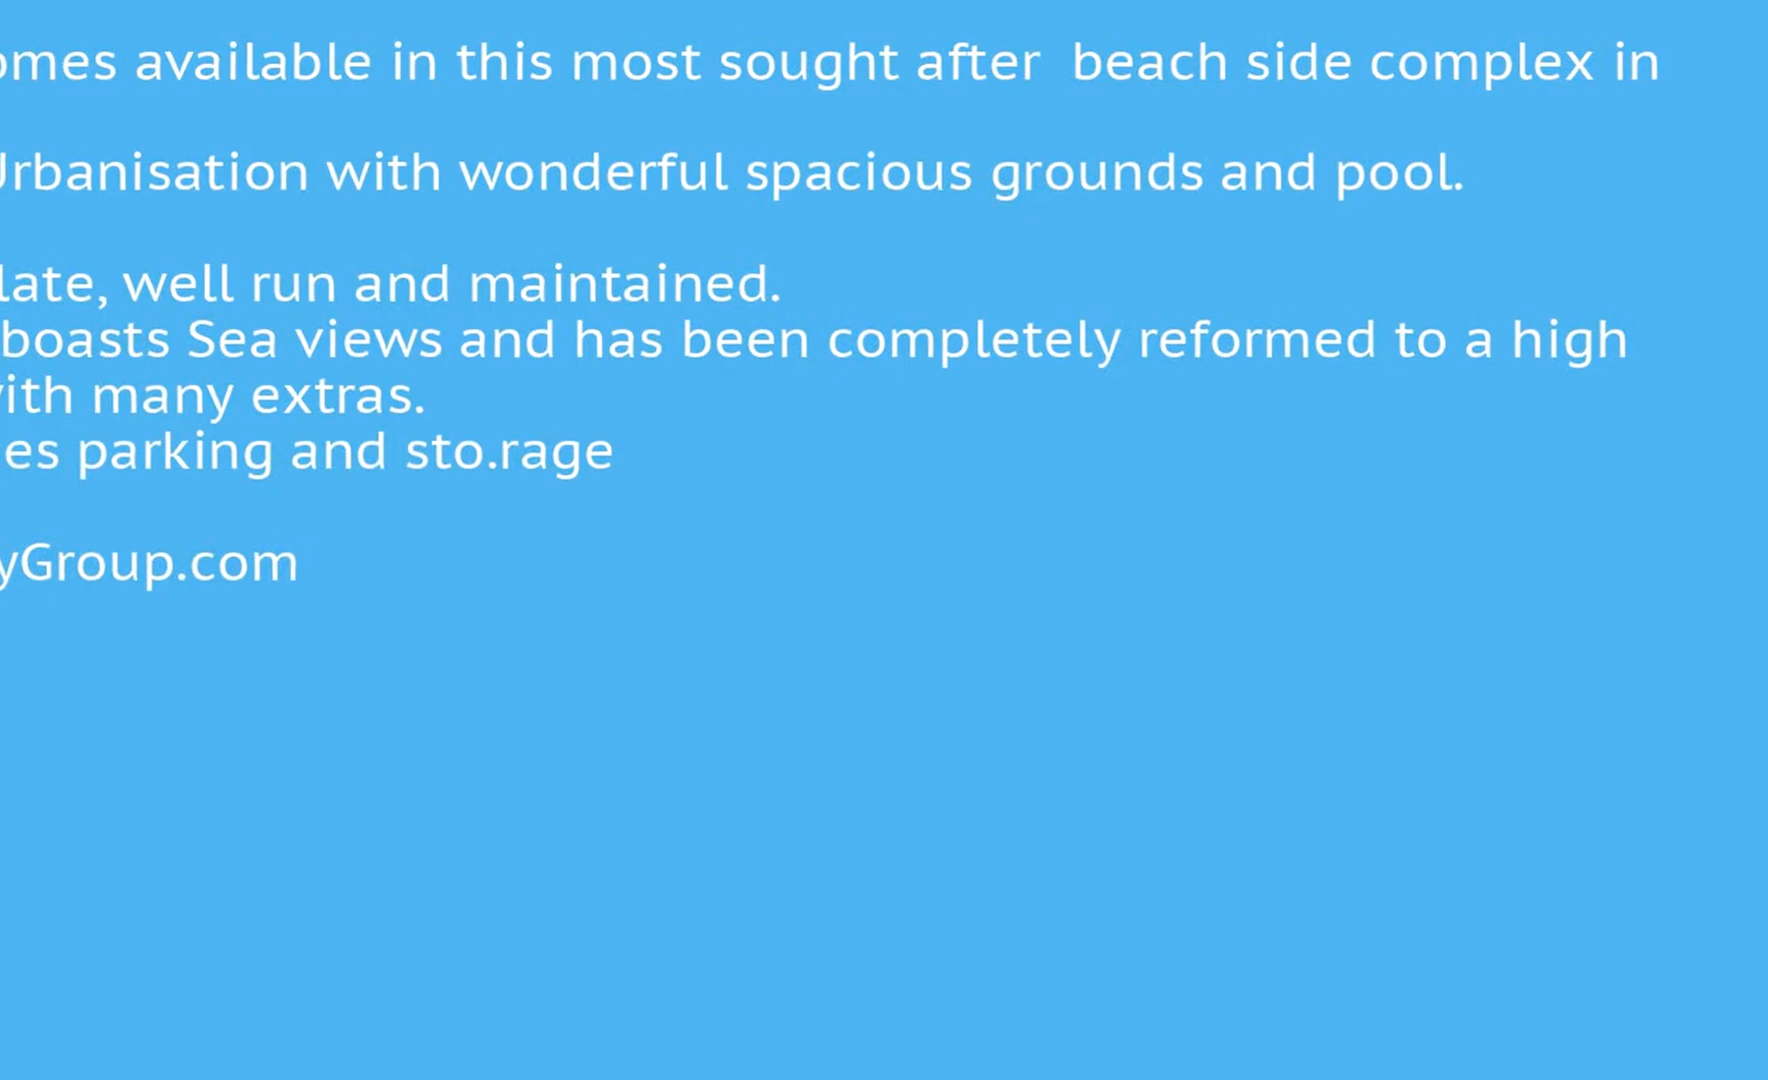 omes available in this most sought after  beach side complex in
Urbanisation with wonderful spacious grounds and pool.
late, well run and maintained.
boasts Sea views and has been completely reformed to a high
with many extras.
es parking and sto.rage
yGroup.com